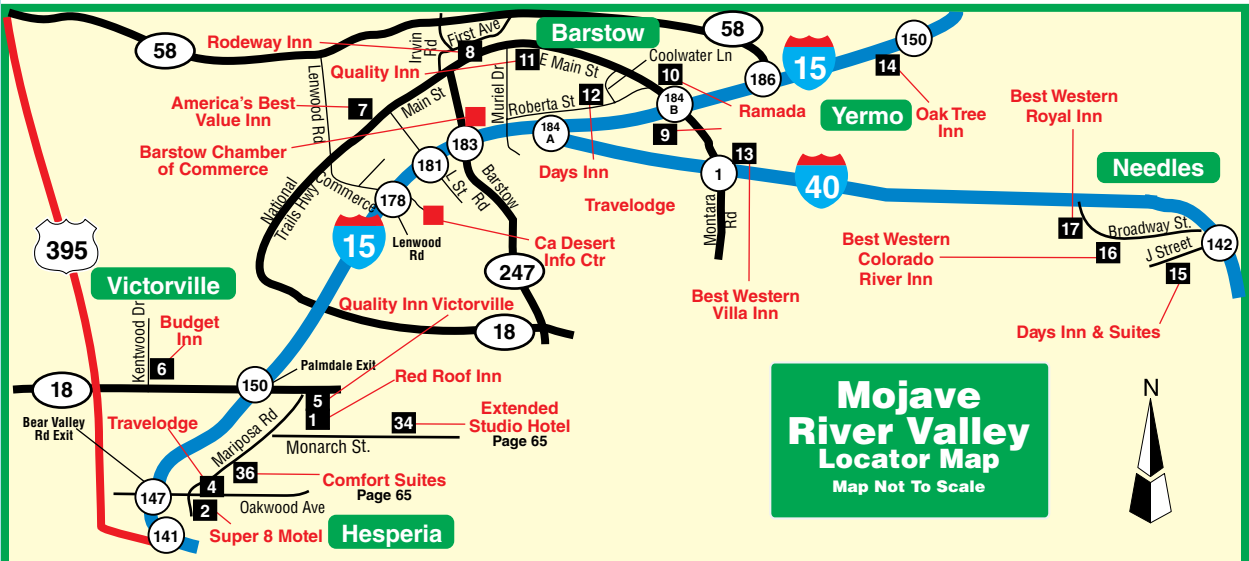 58
Rodeway Inn
Irwin
Rd
First Ave
8
Barstow
58
150
15
Quality Inn
11
E Main St
Coolwater Ln
10
186
14
Lenwood Rd
America's Best
Value Inn
7
Main St
Muriel Dr
Roberta St
12
184
B
Ramada
Yermo
Oak Tree
Inn
Best Western
Royal Inn
Barstow Chamber
of Commerce
183
184
A
9
13
Needles
181
Days Inn
1
40
National
Trails Hwy
Commerce
178
L St
Barstow
Rd
Travelodge
Montara
Rd
17
Broadway St.
142
395
15
Lenwood
Rd
Ca Desert
Info Ctr
Best Western
Colorado
River Inn
16
J Street
15
Victorville
247
Best Western
Villa Inn
Quality Inn Victorville
Days Inn & Suites
Kentwood Dr
Budget
Inn
18
6
Palmdale Exit
18
150
Red Roof Inn
5
1
Bear Valley
Rd Exit
Travelodge
Mariposa Rd
34
Extended
Studio Hotel
Page 65
Monarch St.
36
Comfort Suites
Page 65
4
147
Oakwood Ave
2
Super 8 Motel
Hesperia
141
Mojave
River Valley
Locator Map
Map Not To Scale
N